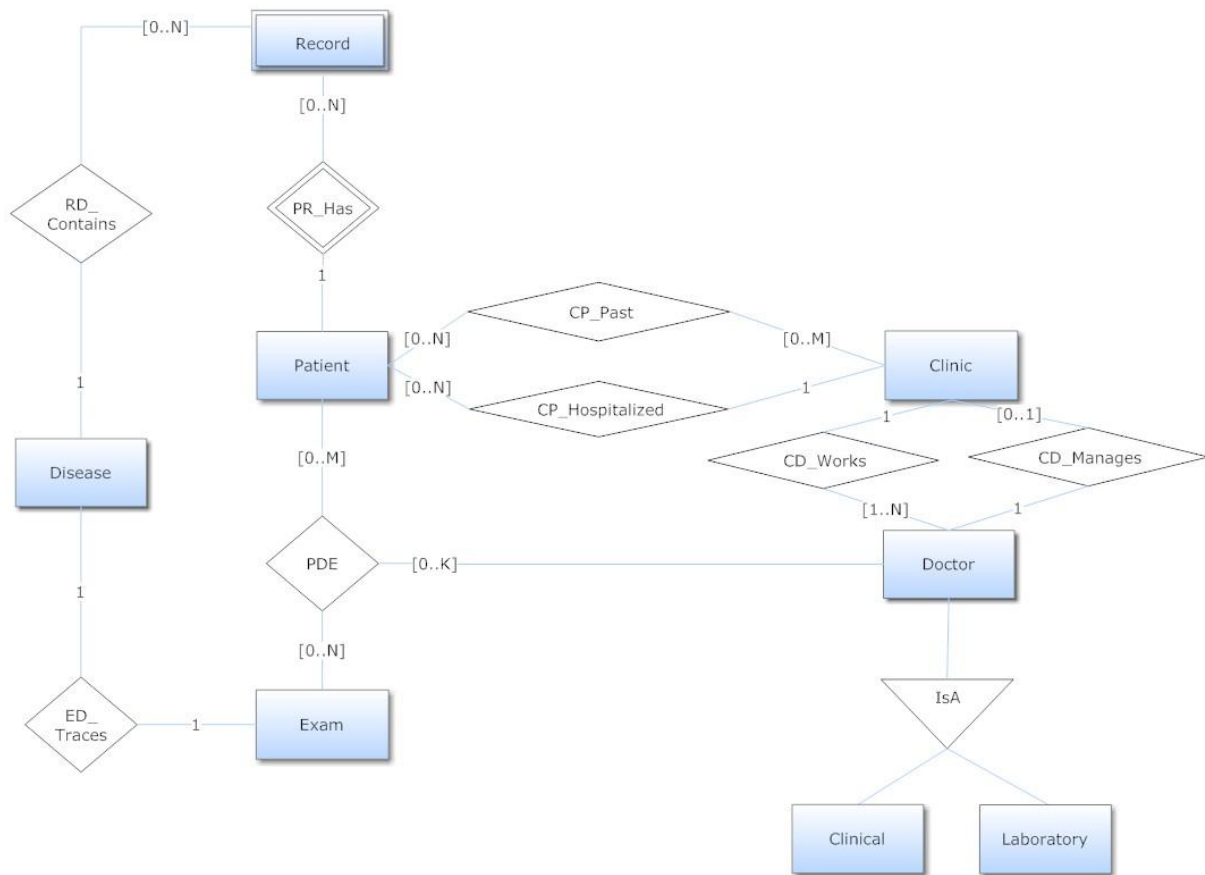 [0..N]
Record
[0..N]
RD_
Contains
PR_Has
1
CP_Past
[0..N]
[0..M]
Patient
Clinic
[0..N]
1
CP_Hospitalized
1
1
[0..1]
[0..M]
CD_Works
CD_Manages
Disease
[1..N]
1
PDE
[0..K]
Doctor
1
[0..N]
IsA
ED_
Traces
1
Exam
Clinical
Laboratory